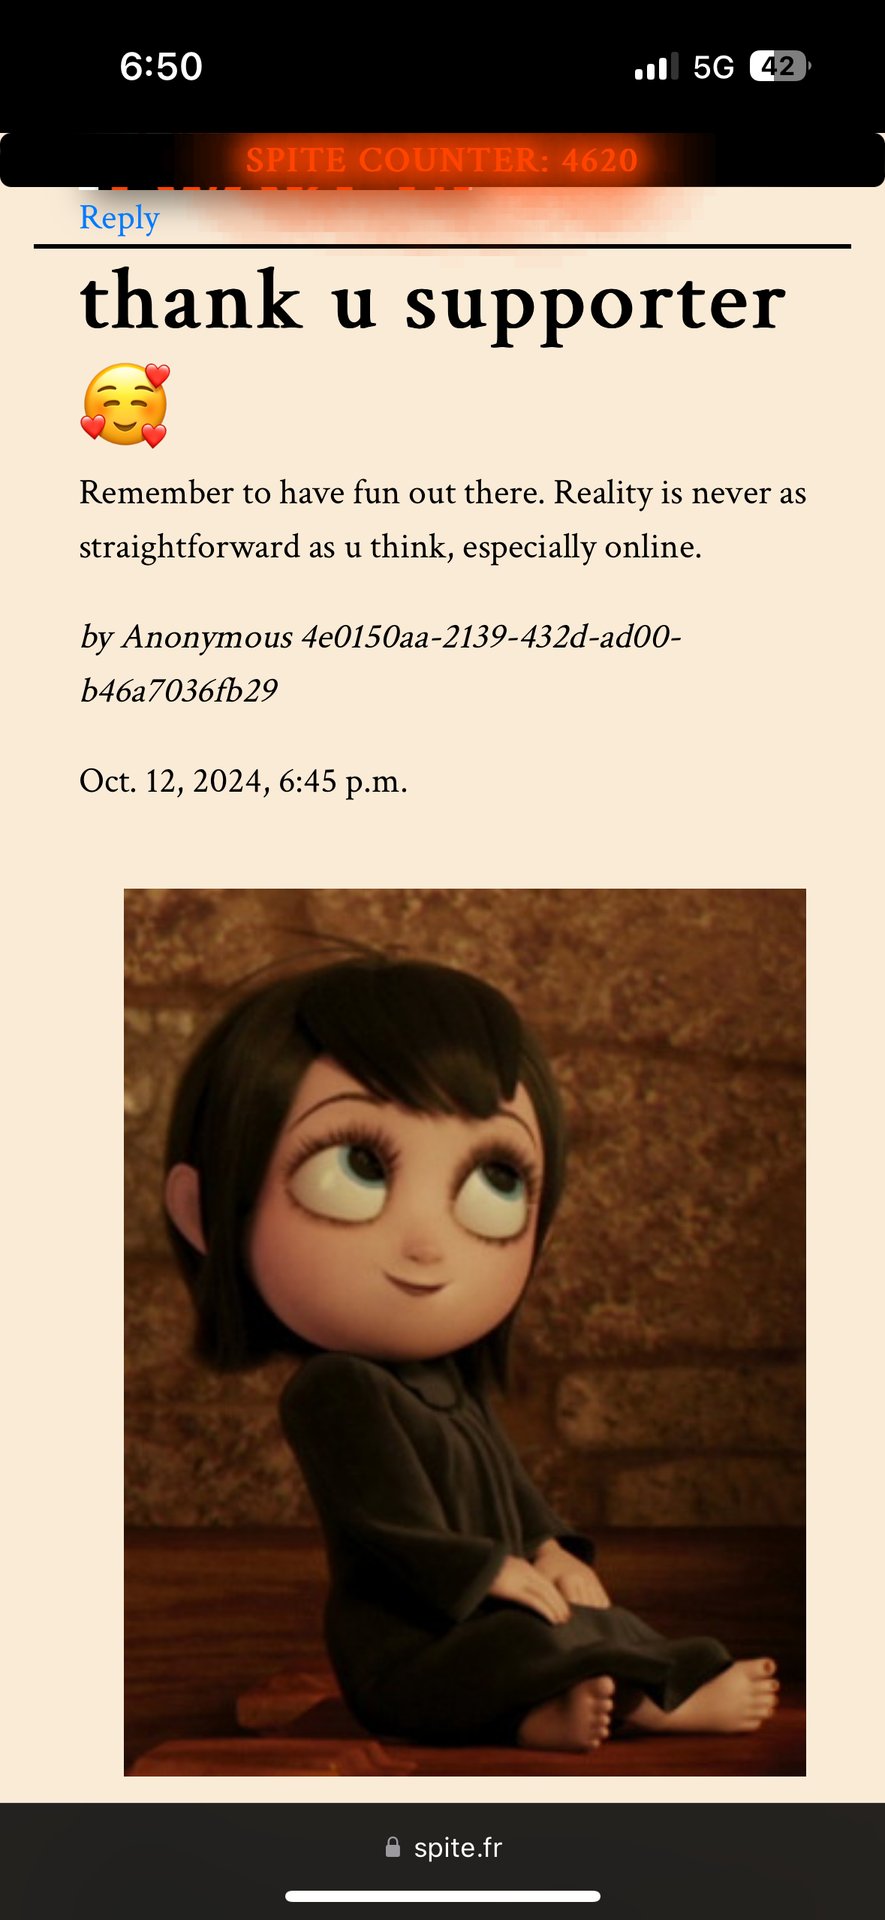 6:50
5G
42
SPITE COUNTER: 4620
Reply
thank u supporter
🥰
Remember to have fun out there. Reality is never as
straightforward as u think, especially online.
by Anonymous 4e0150aa-2139-432d-ad00-
b46a7036fb29
Oct. 12, 2024, 6:45 p.m.
spite.fr